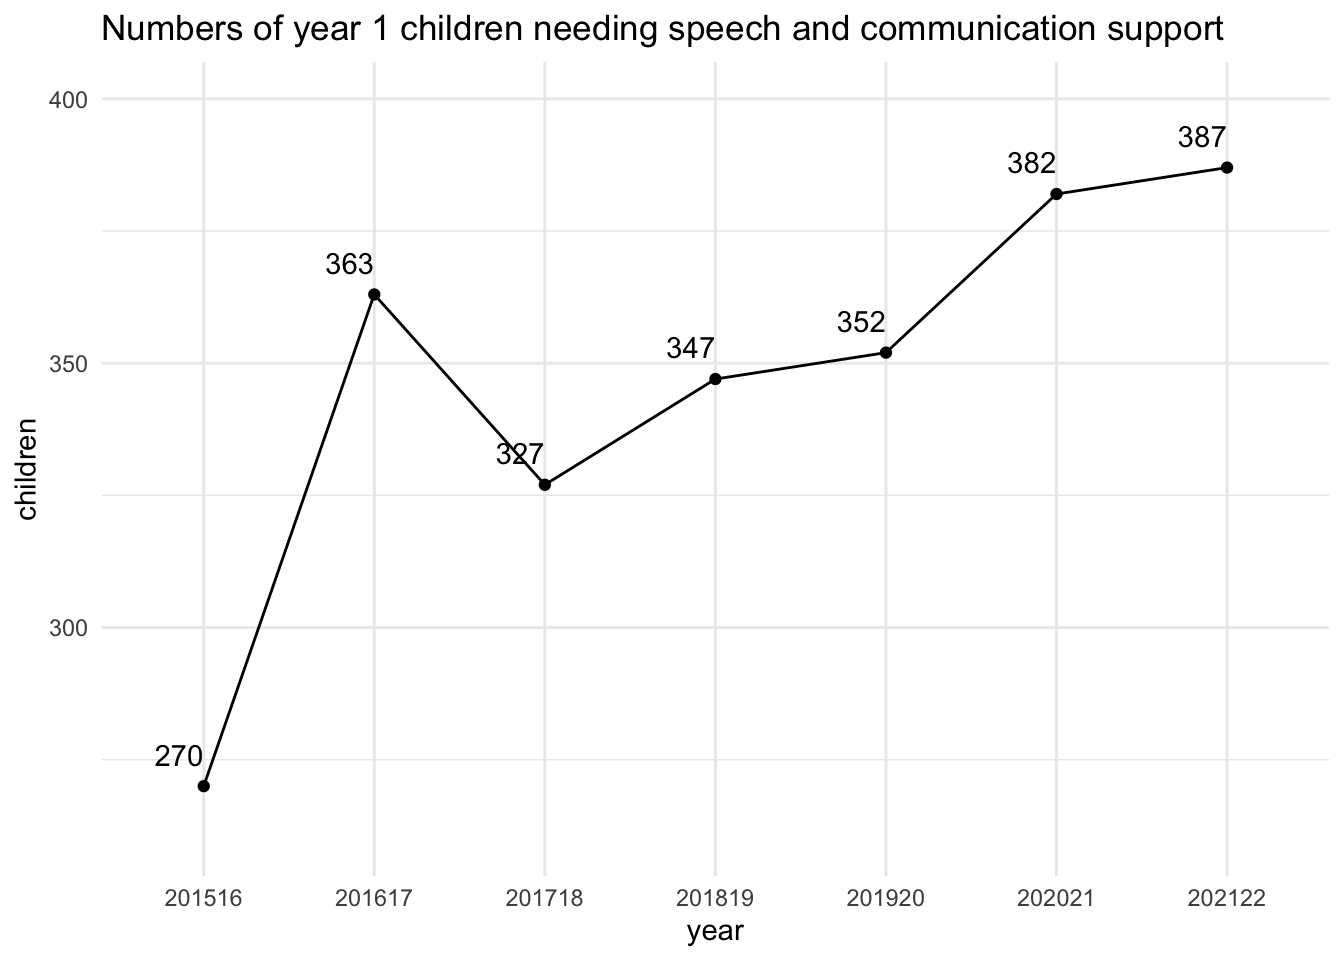 Numbers of year 1 children needing speech and communication support
400
387
382
363
352
350
347
327
children
300
270
201516 201617 201718 201819 201920 202021 202122
year